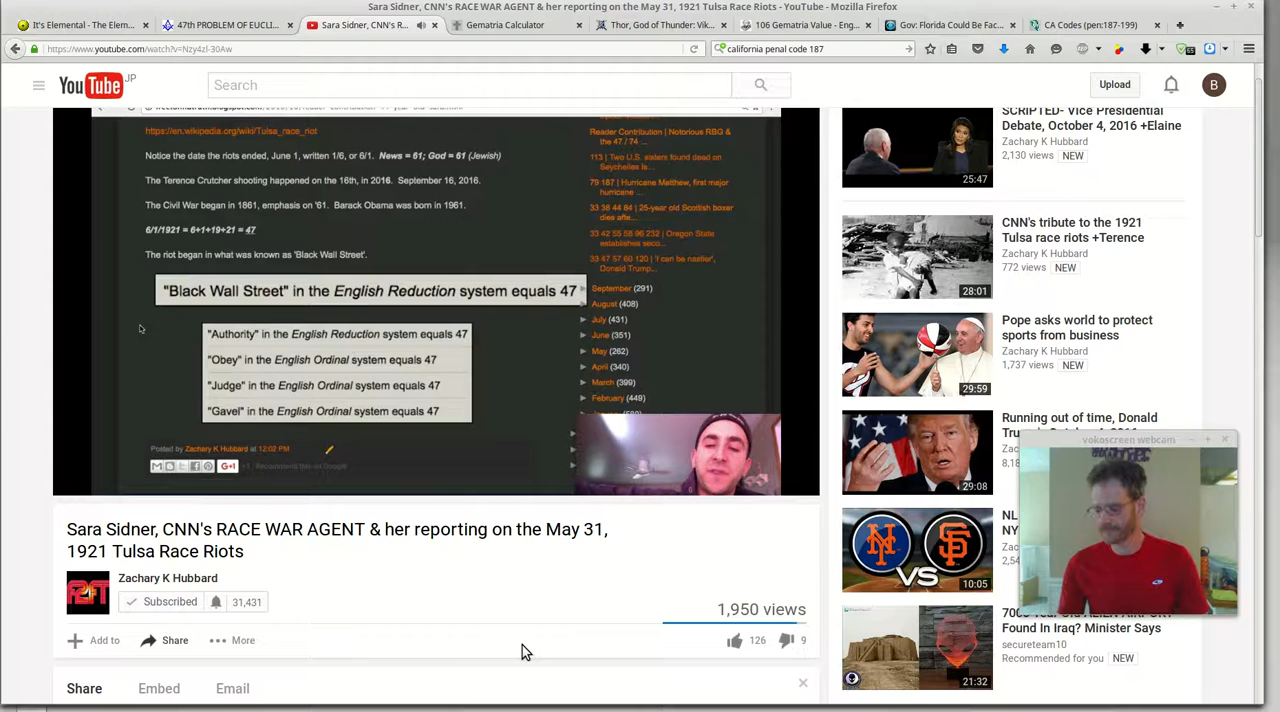 Sara Sidner, CNN's RACE WAR AGENT & her reporting on the May 31, 1921 Tulsa Race Riots - YouTube - Mozilla Firefox
It's Elemental - The Elem...
47th PROBLEM OF EUCLI...
Sara Sidner, CNN's R...
Gematria Calculator
Thor, God of Thunder: Vik...
106 Gematria Value - Eng...
Gov: Florida Could Be Fac...
CA Codes (pen:187-199)
https://www.youtube.com/watch?v=Nzy4zl-30Aw
california penal code 187
YouTube JP
Search
Upload
B
https://en.wikipedia.org/wiki/Tulsa_race_riot
Notice the date the riots ended, June 1, written 1/6, or 6/1. News = 61; God = 61 (Jewish)
The Terence Crutcher shooting happened on the 16th, in 2016. September 16, 2016.
The Civil War began in 1861, emphasis on '61. Barack Obama was born in 1961.
6/1/1921 = 6+1+19+21 = 47
The riot began in what was known as 'Black Wall Street'.
"Black Wall Street" in the English Reduction system equals 47
"Authority" in the English Reduction system equals 47
"Obey" in the English Ordinal system equals 47
"Judge" in the English Ordinal system equals 47
"Gavel" in the English Ordinal system equals 47
Posted by Zachary K Hubbard at 12:02 PM
G+1
Recommend this on Google
Reader Contribution | Notorious RBG &
the 47 / 74 ...
113 | Two U.S. sailors found dead on
Seychelles is...
79 187 | Hurricane Matthew, first major
hurricane ...
33 38 44 84 | 25-year old Scottish boxer
dies afte...
33 42 55 58 96 232 | Oregon State
establishes seco...
39 47 57 60 120 | 'I can be nastier',
Donald Trump...
September (291)
August (408)
July (431)
June (351)
May (262)
April (340)
March (399)
February (449)
Sara Sidner, CNN's RACE WAR AGENT & her reporting on the May 31,
1921 Tulsa Race Riots
Zachary K Hubbard
Subscribed
31,431
1,950 views
Add to
Share
More
126
9
Share
Embed
Email
SCRIPTED- Vice Presidential
Debate, October 4, 2016 +Elaine
Zachary K Hubbard
2,130 views NEW
25:47
CNN's tribute to the 1921
Tulsa race riots +Terence
Zachary K Hubbard
772 views NEW
28:01
Pope asks world to protect
sports from business
Zachary K Hubbard
1,737 views NEW
29:59
Running out of time, Donald
29:08
vokoscreen webcam
VS
10:05
Found In Iraq? Minister Says
secureteam10
Recommended for you NEW
21:32